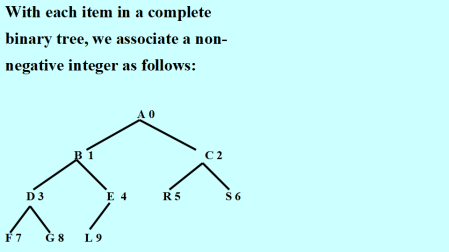 With each item in a complete
binary tree, we associate a non-
negative integer as follows:
A 0
B 1 C 2
D 3 E 4 R 5 S 6
F 7 G 8 L 9